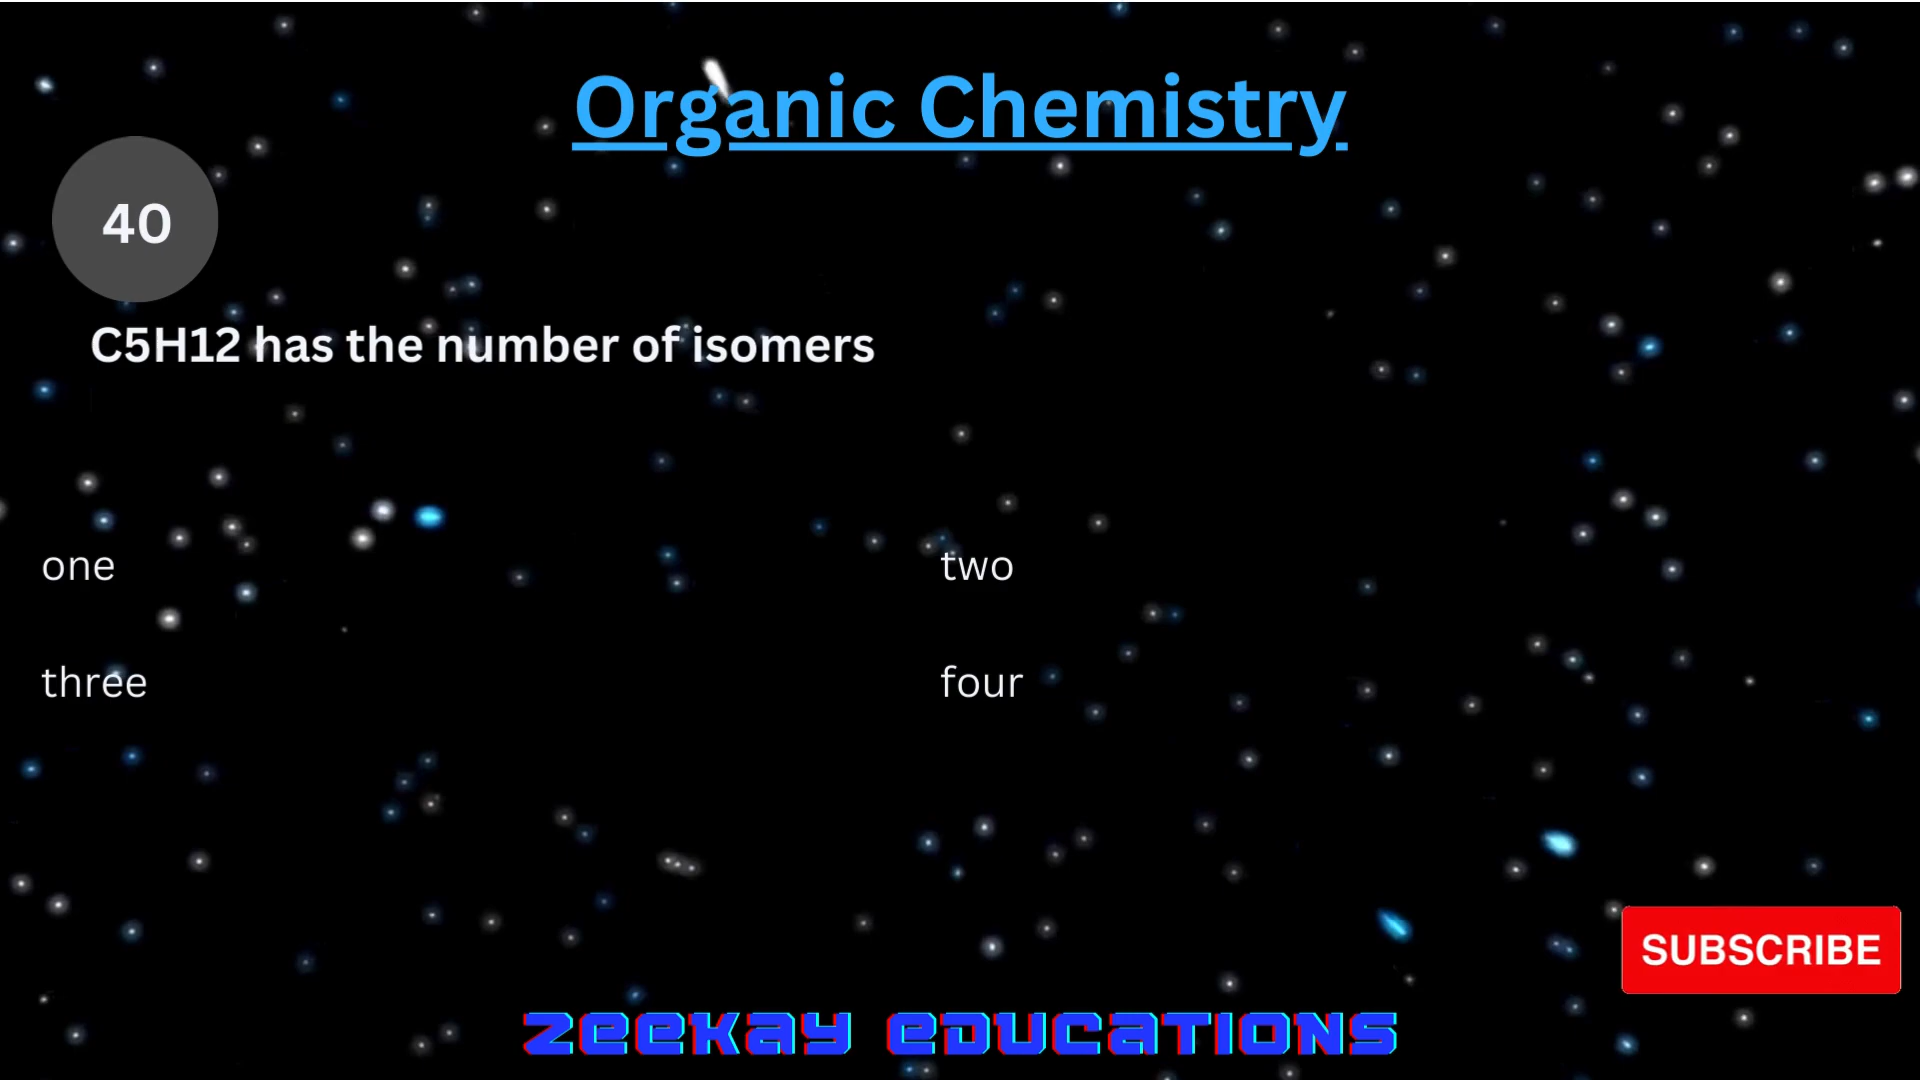 Organic Chemistry
40
C5H12 has the number of isomers
one
two
three
four
SUBSCRIBE
ZEEKAY EDUCATIONS